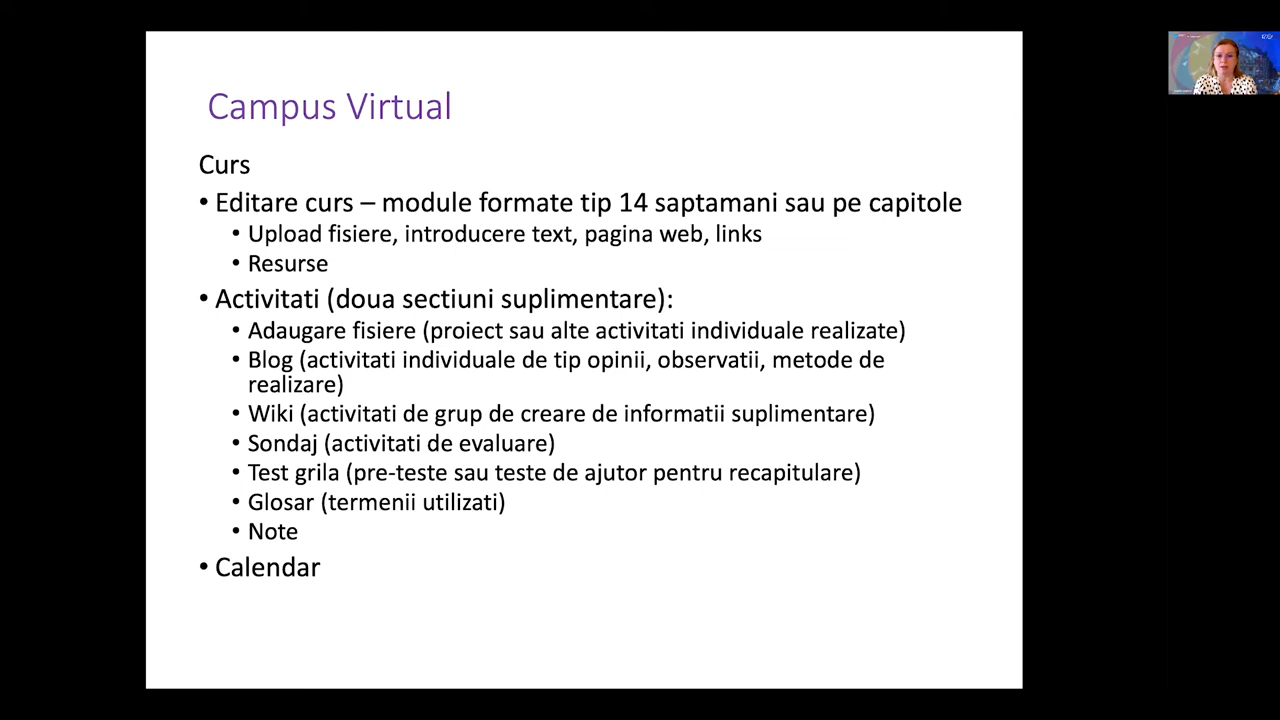 Campus Virtual
Curs
• Editare curs – module formate tip 14 saptamani sau pe capitole
• Upload fisiere, introducere text, pagina web, links
• Resurse
• Activitati (doua sectiuni suplimentare):
• Adaugare fisiere (proiect sau alte activitati individuale realizate)
• Blog (activitati individuale de tip opinii, observatii, metode de
realizare)
• Wiki (activitati de grup de creare de informatii suplimentare)
• Sondaj (activitati de evaluare)
• Test grila (pre-teste sau teste de ajutor pentru recapitulare)
• Glosar (termenii utilizati)
• Note
• Calendar